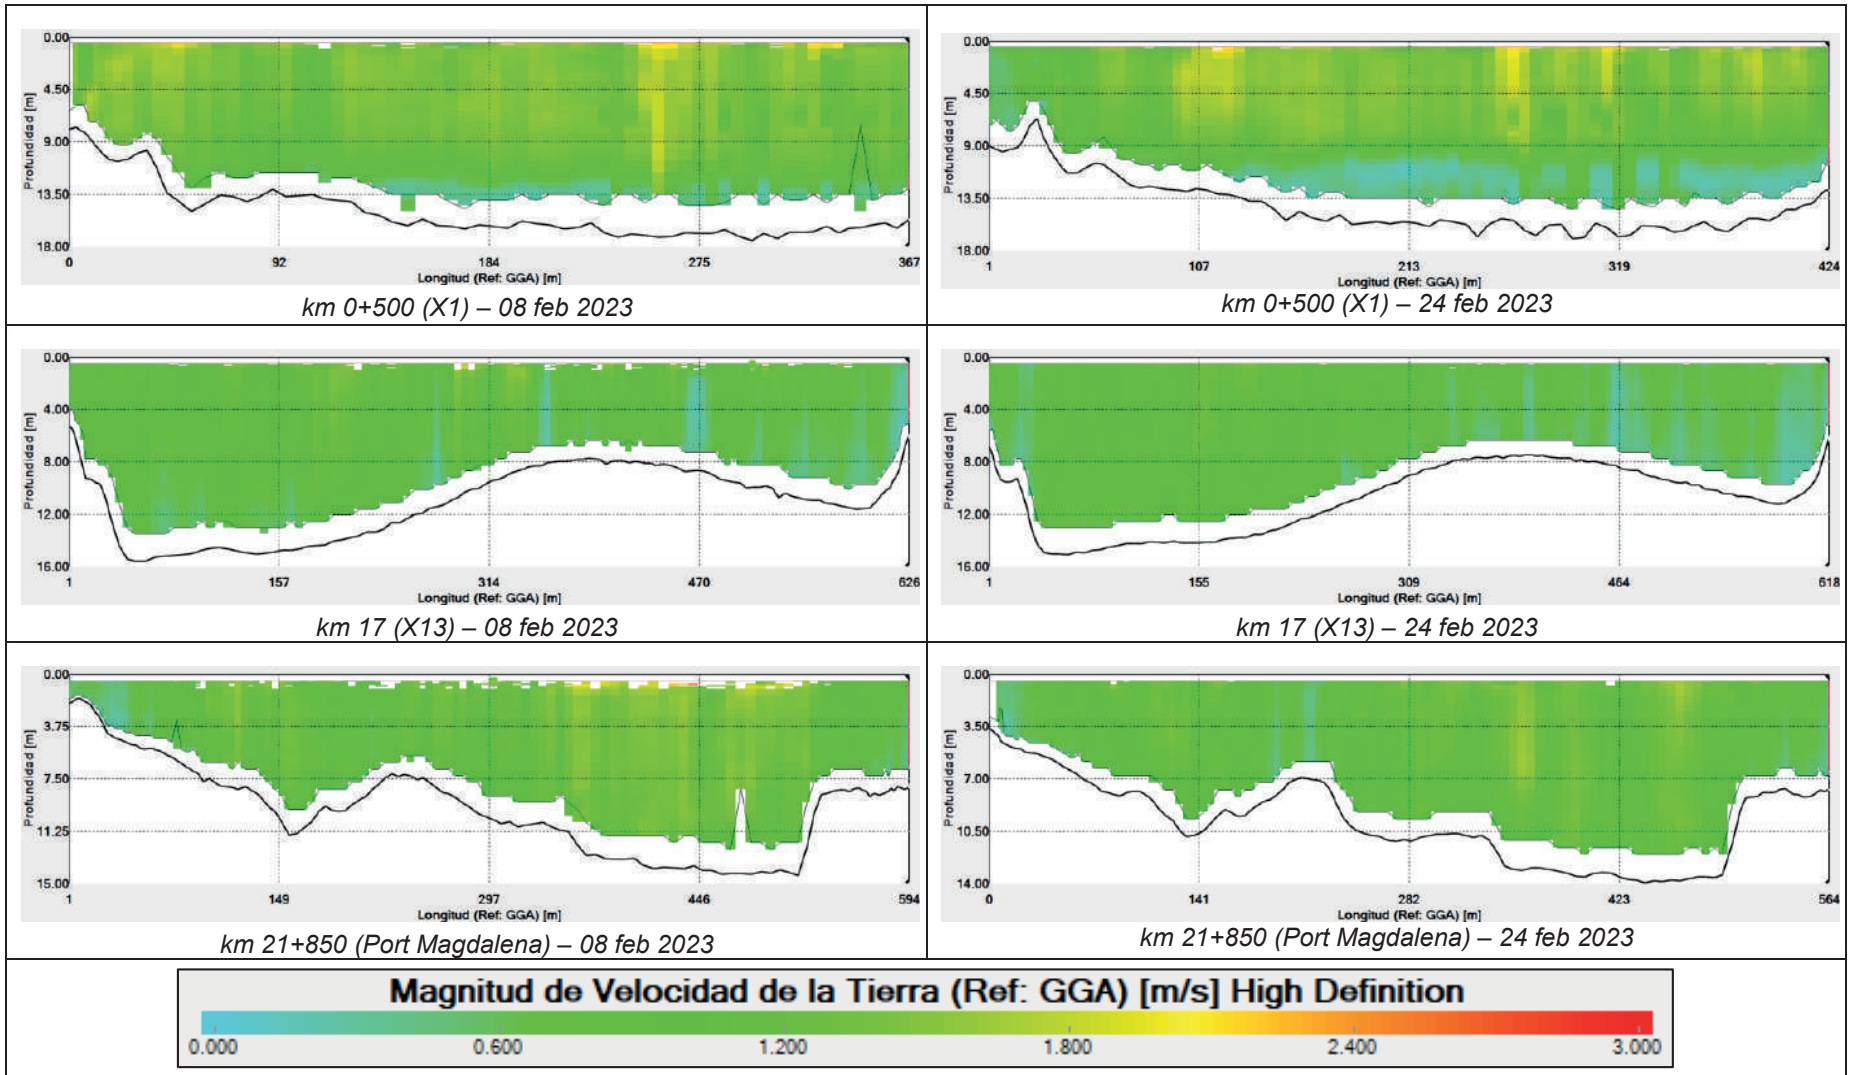 0.00
4.50
9.00
13.50
18.00
Profundidad [m]
0 92 184 275 367
Longitud (Ref: GGA) [m]
km 0+500 (X1) – 08 feb 2023
0.00
4.50
9.00
13.50
18.00
Profundidad [m]
1 107 213 319 424
Longitud (Ref: GGA) [m]
km 0+500 (X1) – 24 feb 2023
0.00
4.00
8.00
12.00
16.00
Profundidad [m]
1 157 314 470 626
Longitud (Ref: GGA) [m]
km 17 (X13) – 08 feb 2023
0.00
4.00
8.00
12.00
16.00
Profundidad [m]
1 155 309 464 618
Longitud (Ref: GGA) [m]
km 17 (X13) – 24 feb 2023
0.00
3.75
7.50
11.25
15.00
Profundidad [m]
1 149 297 446 594
Longitud (Ref: GGA) [m]
km 21+850 (Port Magdalena) – 08 feb 2023
0.00
3.50
7.00
10.50
14.00
Profundidad [m]
0 141 282 423 564
Longitud (Ref: GGA) [m]
km 21+850 (Port Magdalena) – 24 feb 2023
Magnitud de Velocidad de la Tierra (Ref: GGA) [m/s] High Definition
0.000 0.600 1.200 1.800 2.400 3.000